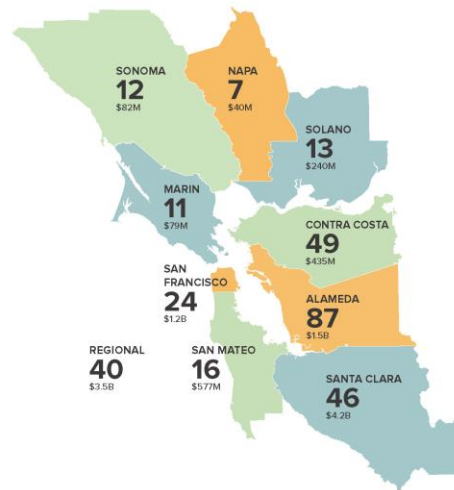 SONOMA
12
$82M
NAPA
7
$40M
SOLANO
13
$240M
MARIN
11
$79M
CONTRA COSTA
49
$435M
SAN
FRANCISCO
24
$1.2B
ALAMEDA
87
$1.5B
REGIONAL
40
$3.5B
SAN MATEO
16
$577M
SANTA CLARA
46
$4.2B